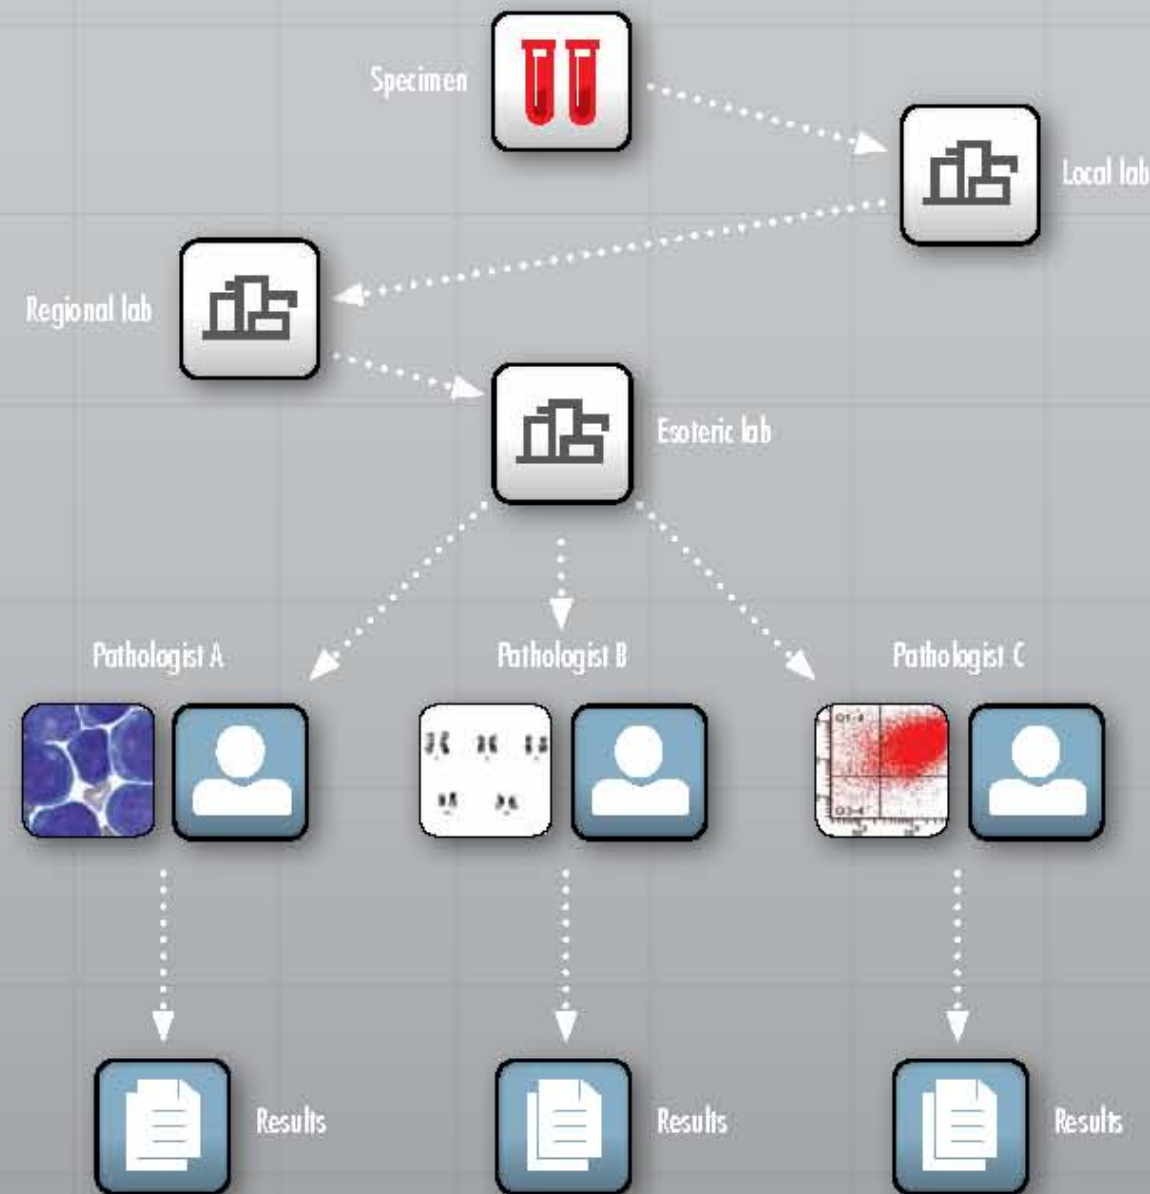 Specimen
Local lab
Regional lab
Esoteric lab
Pathologist A
Pathologist B
Pathologist C
Results
Results
Results